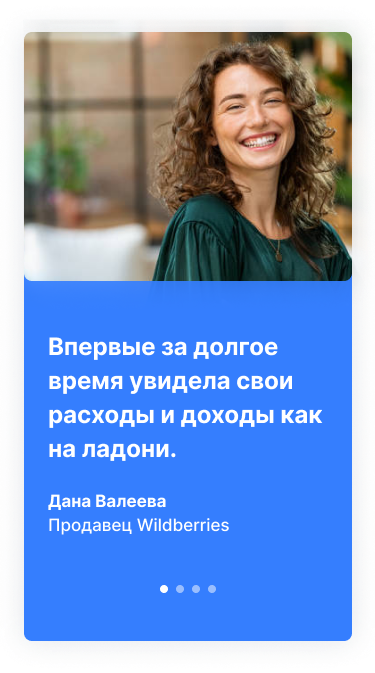 Впервые за долгое
время увидела свои
расходы и доходы как
на ладони.
Дана Валеева
Продавец Wildberries